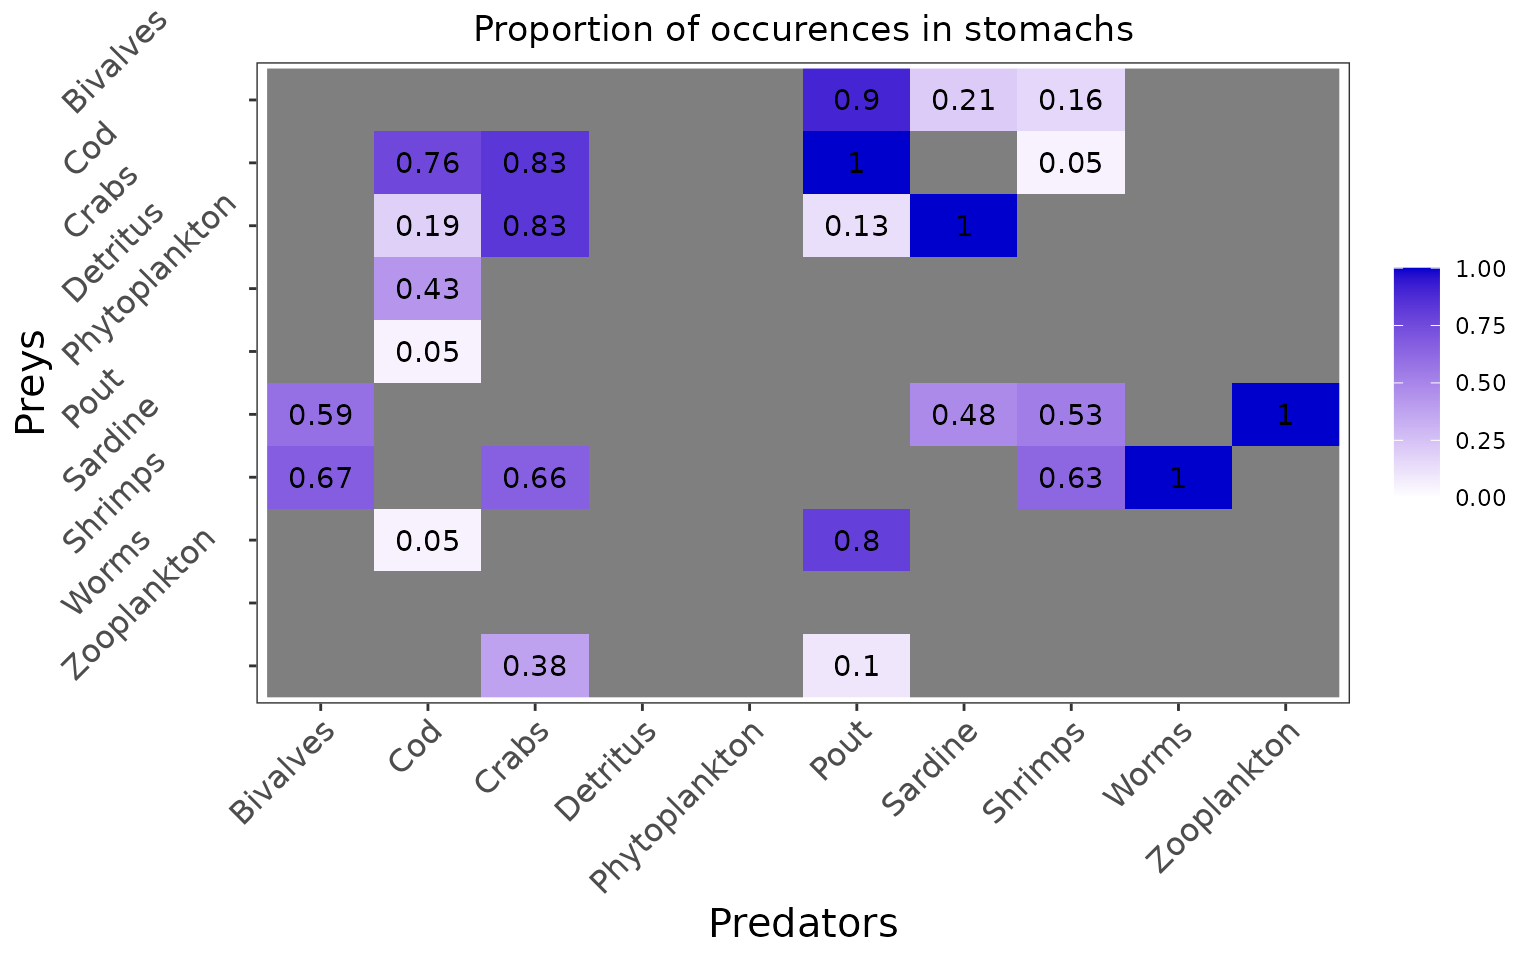 Proportion of occurences in stomachs
Bivalves
0.9 0.21 0.16
Cod
0.76 0.83 1 0.05
Crabs
0.19 0.83 0.13 1
Detritus
0.43
Phytoplankton
0.05
Pout
0.59 0.48 0.53 1
Sardine
0.67 0.66 0.63 1
Shrimps
0.05 0.8
Worms
Zooplankton
0.38 0.1
Preys
Bivalves Cod Crabs Detritus Phytoplankton Pout Sardine Shrimps Worms Zooplankton
Predators
1.00
0.75
0.50
0.25
0.00